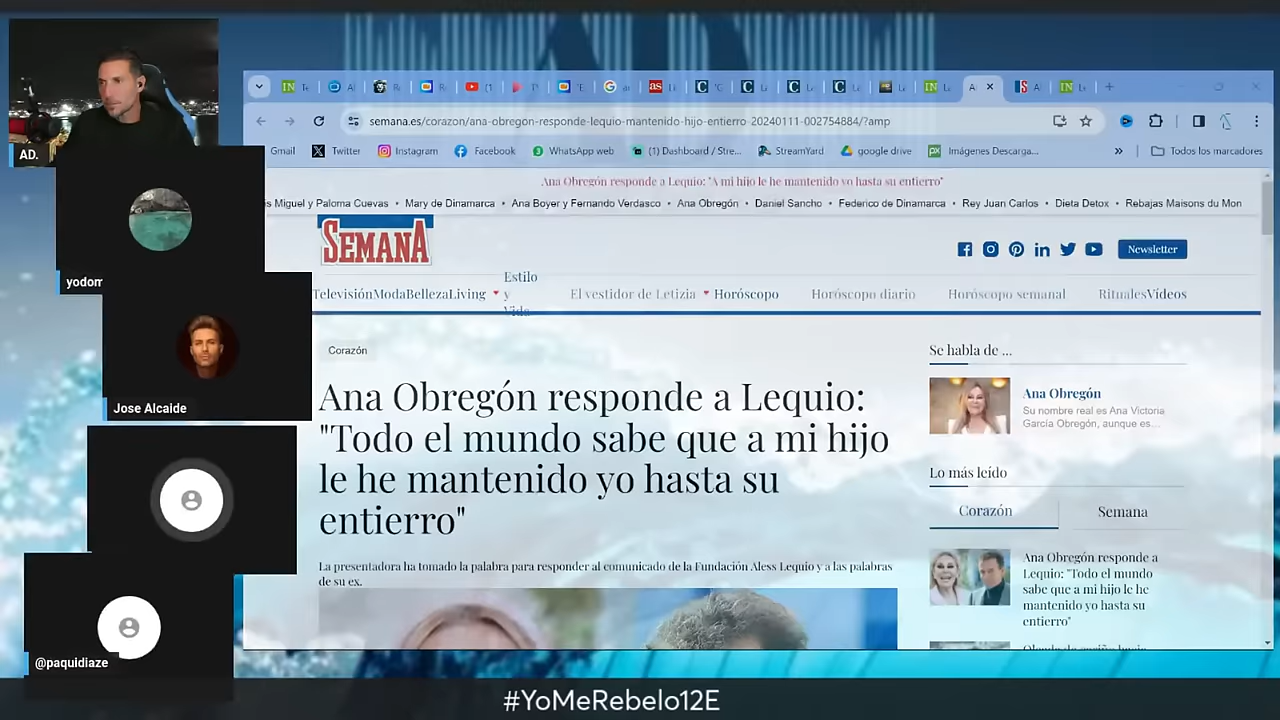 AD.
yodom
Jose Alcaide
@paquidiaze
semana.es/corazon/ana-obregon-responde-lequio-mantenido-hijo-entierro-20240111-002754884/?amp
Gmail
Twitter
Instagram
Facebook
WhatsApp web
(1) Dashboard / Stre...
StreamYard
google drive
Imágenes Descarga...
»
Todos los marcadores
Ana Obregón responde a Lequio: "A mi hijo le he mantenido yo hasta su entierro"
s Miguel y Paloma Cuevas • Mary de Dinamarca • Ana Boyer y Fernando Verdasco • Ana Obregón • Daniel Sancho • Federico de Dinamarca • Rey Juan Carlos • Dieta Detox • Rebajas Maisons du Mon
SEMANA
Newsletter
Televisión Moda Belleza Living
Estilo
y
Vida
El vestidor de Letizia
Horóscopo
Horóscopo diario
Horóscopo semanal
Rituales Vídeos
Corazón
Ana Obregón responde a Lequio:
"Todo el mundo sabe que a mi hijo
le he mantenido yo hasta su
entierro"
La presentadora ha tomado la palabra para responder al comunicado de la Fundación Aless Lequio y a las palabras
de su ex.
Se habla de ...
Ana Obregón
Su nombre real es Ana Victoria
García Obregón, aunque es...
Lo más leído
Corazón
Semana
Ana Obregón responde a
Lequio: "Todo el mundo
sabe que a mi hijo le he
mantenido yo hasta su
entierro"
#YoMeRebelo12E